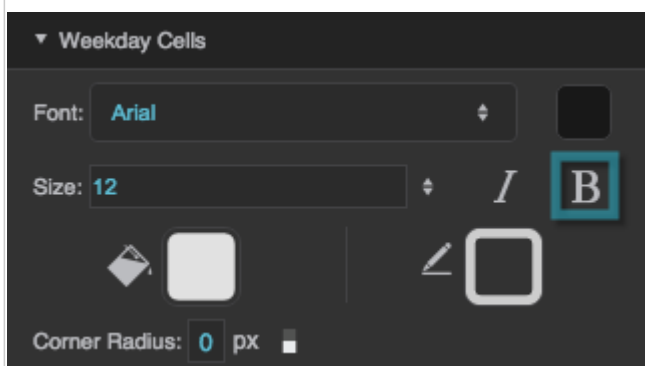 Weekday Cells
Font: Arial
Size: 12 I B
Corner Radius: 0 px